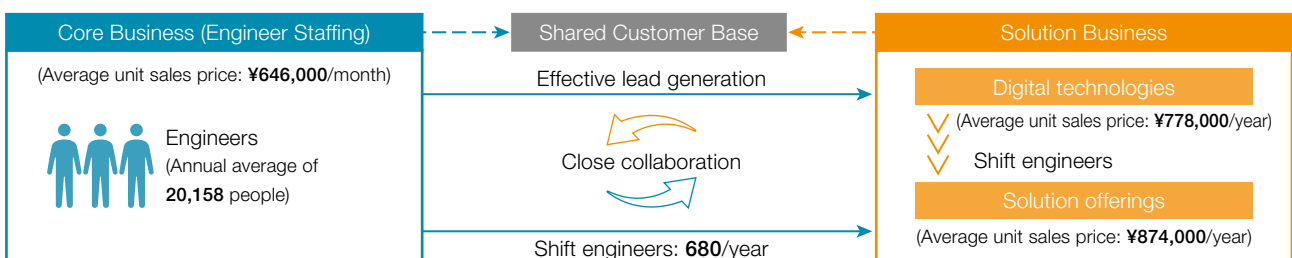 Core Business (Engineer Staffing)
(Average unit sales price: ¥646,000/month)
Engineers
(Annual average of
20,158 people)
Shared Customer Base
Effective lead generation
Close collaboration
Shift engineers: 680/year
Solution Business
Digital technologies
(Average unit sales price: ¥778,000/year)
Shift engineers
Solution offerings
(Average unit sales price: ¥874,000/year)